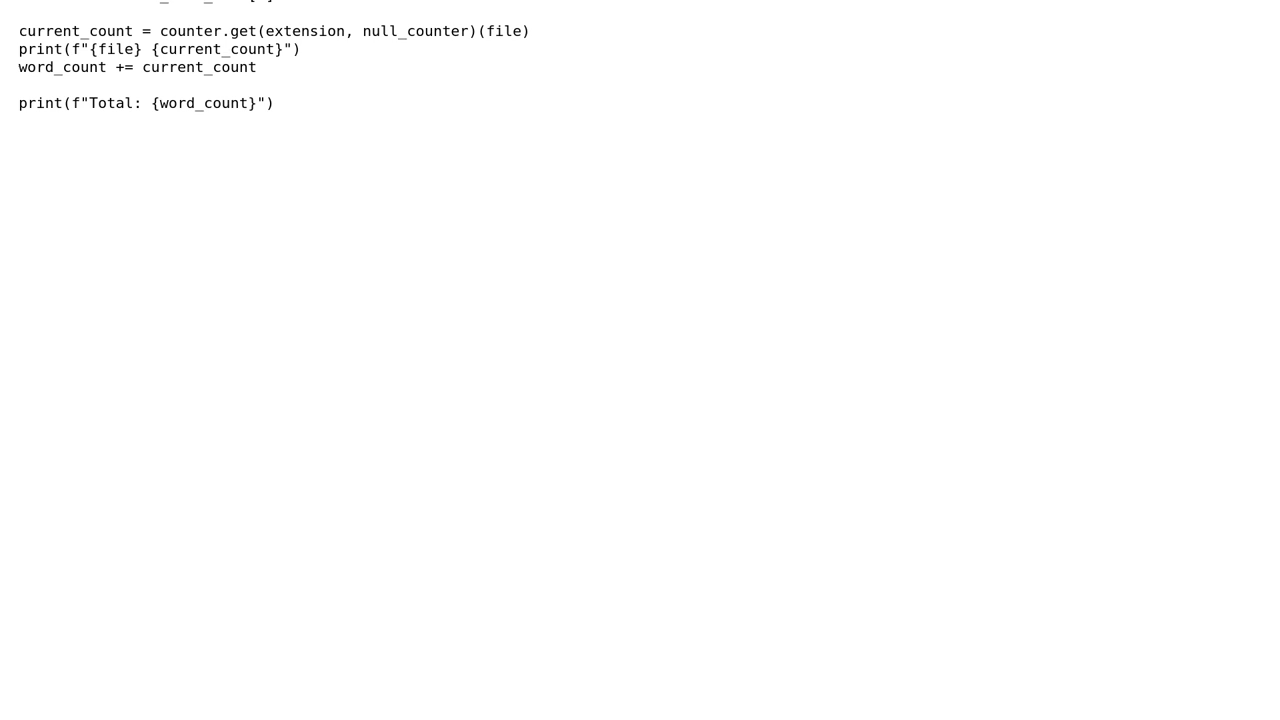 current_count = counter.get(extension, null_counter)(file)
print(f"{file} {current_count}")
word_count += current_count
print(f"Total: {word_count}")